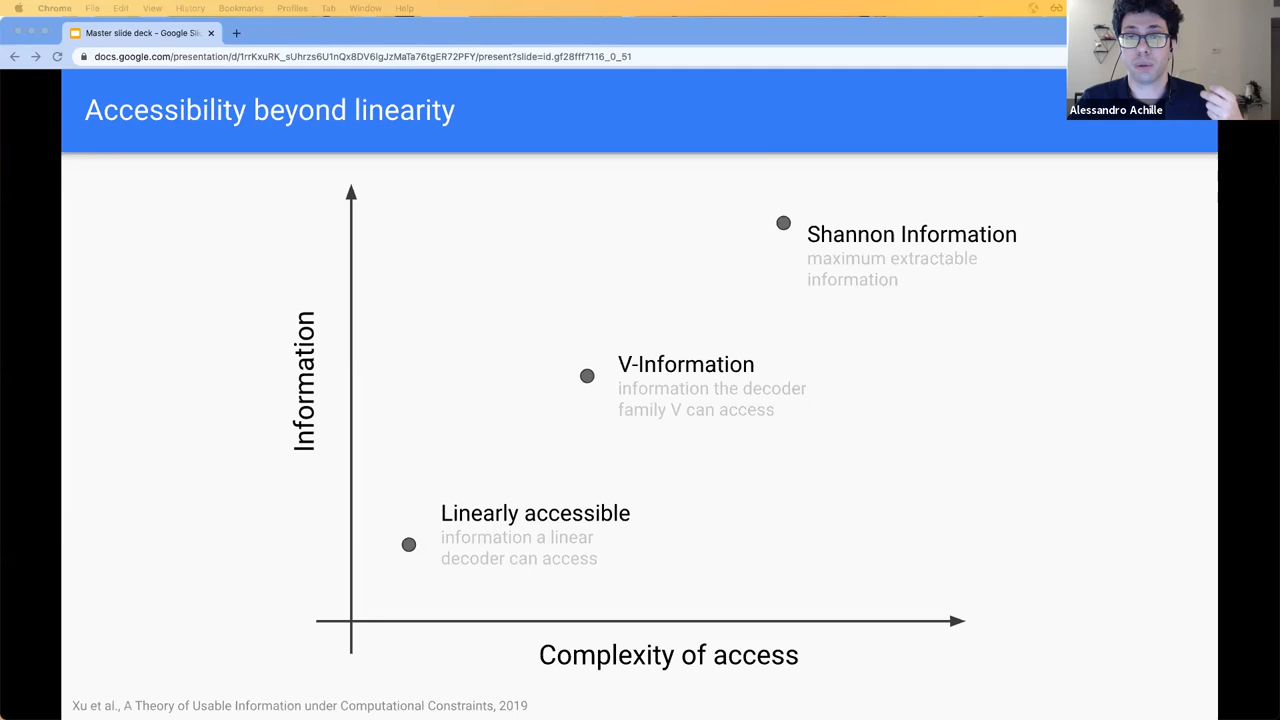 Chrome File Edit View History Bookmarks Profiles Tab Window Help
Master slide deck - Google Sli
docs.google.com/presentation/d/1rrKxuRK_sUhrzs6U1nQx8DV6lgJzMaTa76tgER72PFY/present?slide=id.gf28fff7116_0_51
Alessandro Achille
Accessibility beyond linearity
Shannon Information
maximum extractable
information
V-Information
information the decoder
family V can access
Information
Linearly accessible
information a linear
decoder can access
Complexity of access
Xu et al., A Theory of Usable Information under Computational Constraints, 2019